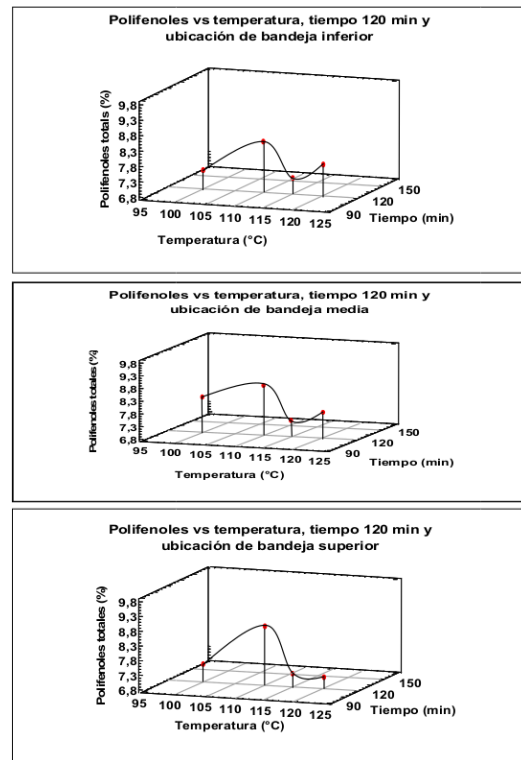 Polifenoles vs temperatura, tiempo 120 min y
ubicación de bandeja inferior
Polifenoles totals (%)
9,8
9,3
8,8
8,3
7,8
7,3
6,8
95 100 105 110 115 120 125
Temperatura (°C)
90 120 150
Tiempo (min)
Polifenoles vs temperatura, tiempo 120 min y
ubicación de bandeja media
Polifenoles totales (%)
9,8
9,3
8,8
8,3
7,8
7,3
6,8
95 100 105 110 115 120 125
Temperatura (°C)
90 120 150
Tiempo (min)
Polifenoles vs temperatura, tiempo 120 min y
ubicación de bandeja superior
Polifenoles totales (%)
9,8
9,3
8,8
8,3
7,8
7,3
6,8
95 100 105 110 115 120 125
Temperatura (°C)
90 120 150
Tiempo (min)